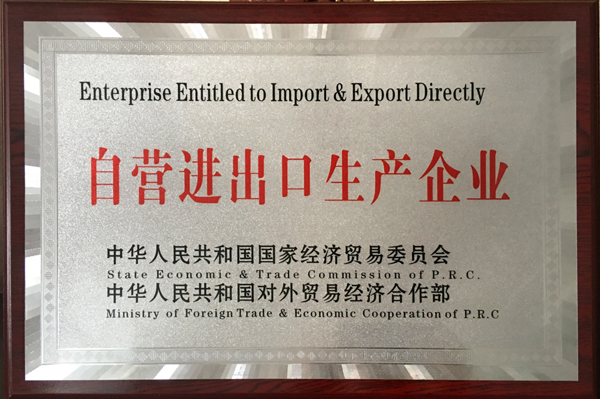 Enterprise Entitled to Import & Export Directly
自营进出口生产企业
中华人民共和国国家经济贸易委员会
State Economic & Trade Commission of P.R.C.
中华人民共和国对外贸易经济合作部
Ministry of Foreign Trade & Economic Cooperation of P.R.C